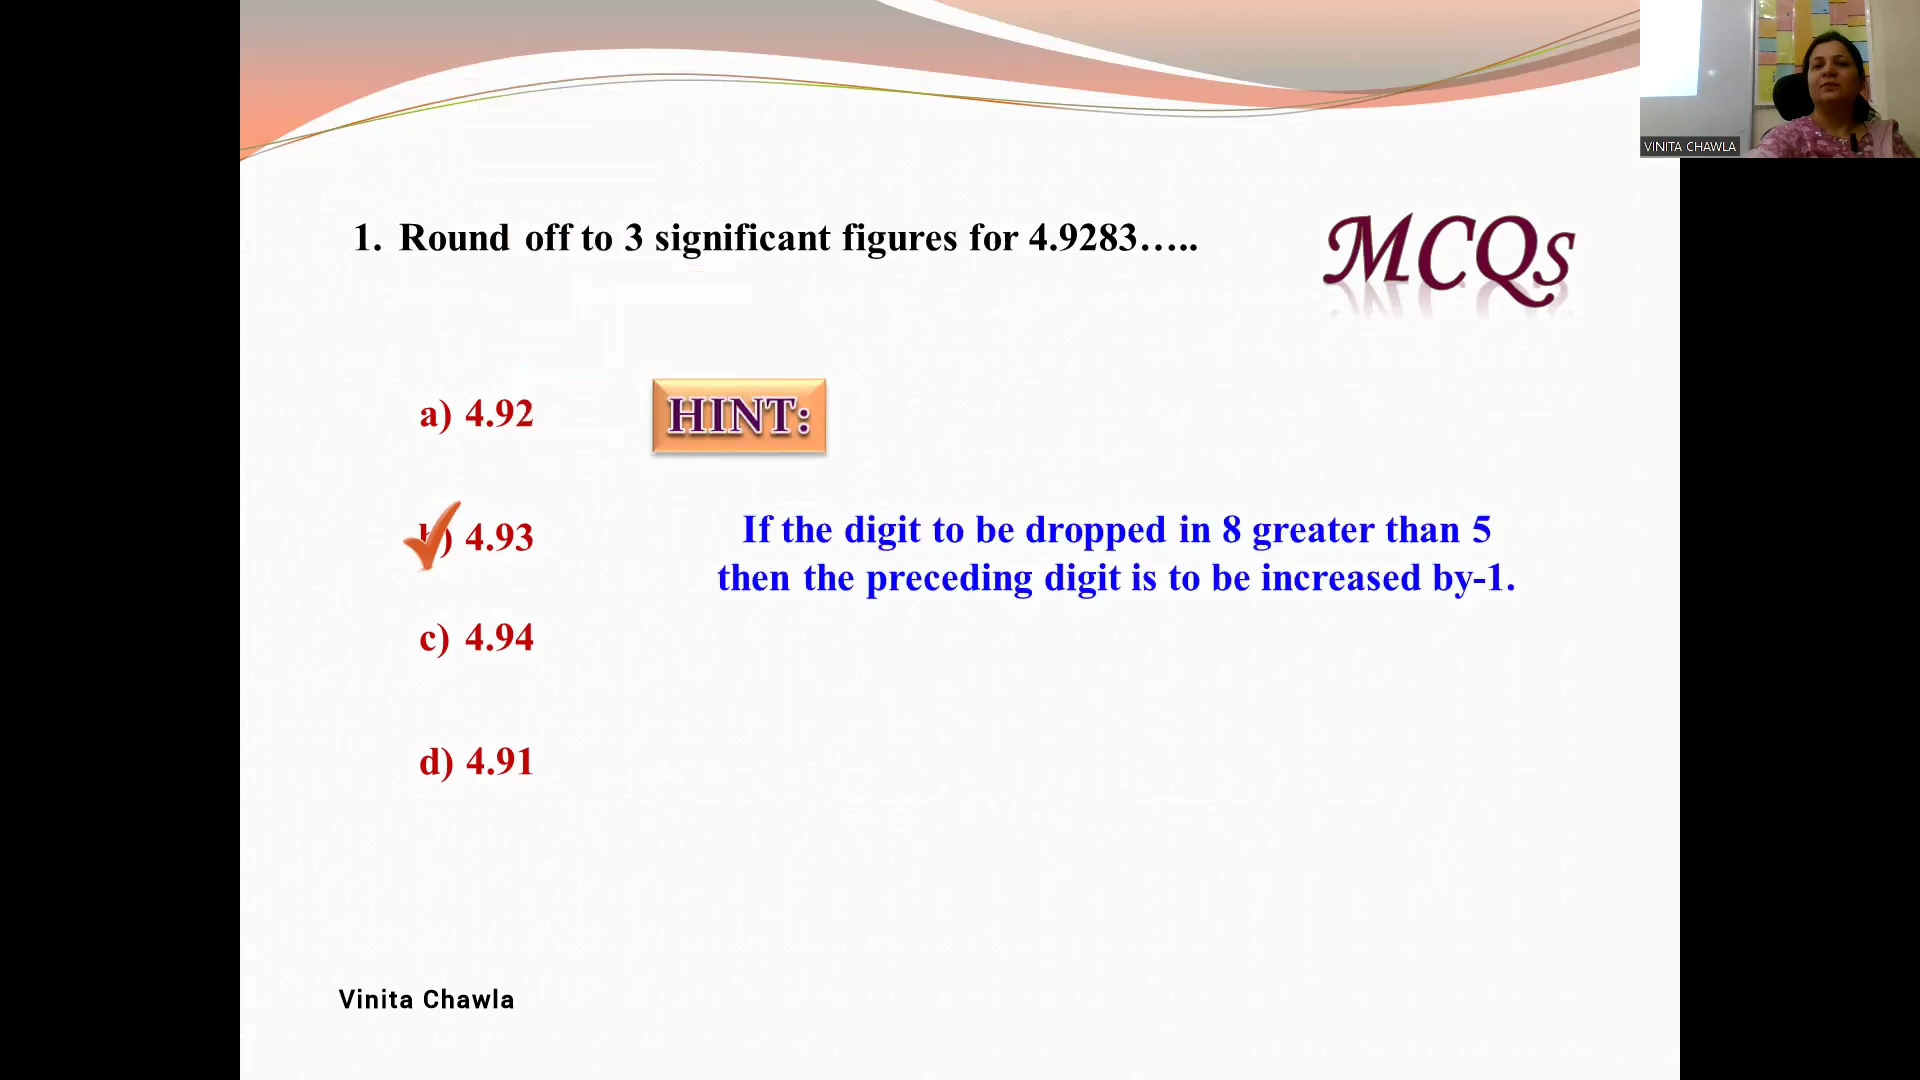 VINITA CHAWLA
1. Round off to 3 significant figures for 4.9283…..
MCQs
a) 4.92
HINT:
b) 4.93
If the digit to be dropped in 8 greater than 5
then the preceding digit is to be increased by-1.
c) 4.94
d) 4.91
Vinita Chawla